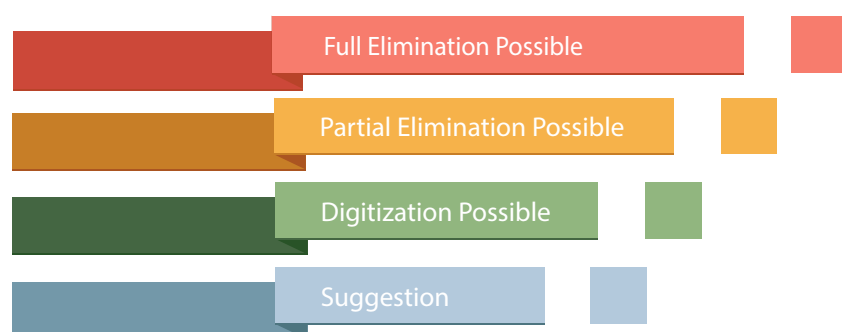 Full Elimination Possible
Partial Elimination Possible
Digitization Possible
Suggestion